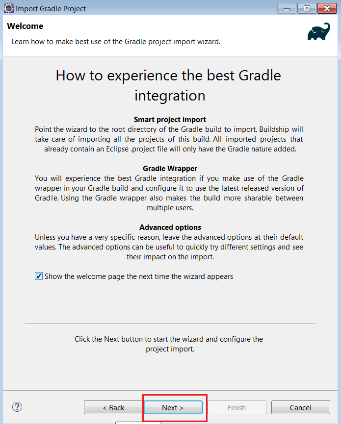 Import Gradle Project
Welcome
Learn how to make best use of the Gradle project import wizard.
How to experience the best Gradle
integration
Smart project import
Point the wizard to the root directory of the Gradle build to import. Buildship
will take care of importing all the projects of this build. All imported projects
that already contain an Eclipse .project file will only have the Gradle nature added.
Gradle Wrapper
You will experience the best Gradle integration if you make use of the Gradle
wrapper in your Gradle build and configure it to use the latest released version of
Gradle. Using the Gradle wrapper also makes the build more sharable between
multiple users.
Advanced options
Unless you have a very specific reason, leave the advanced options at their default
values. The advanced options can be useful to quickly try different settings and see
their impact on the import.
Show the welcome page the next time the wizard appears
Click the Next button to start the wizard and configure the
project import.
? < Back Next > Finish Cancel